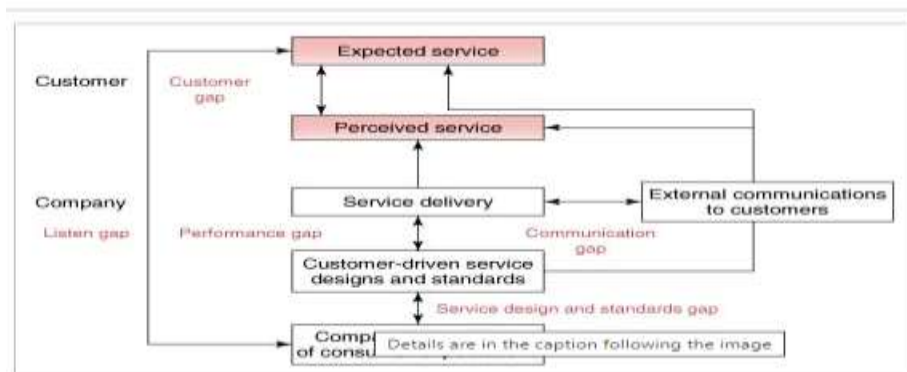 Expected service
Customer
Customer
gap
Perceived service
Company
Service delivery
External communications
to customers
Listen gap
Performance gap
Communication
gap
Customer-driven service
designs and standards
Service design and standards gap
of
Details are in the caption following the image